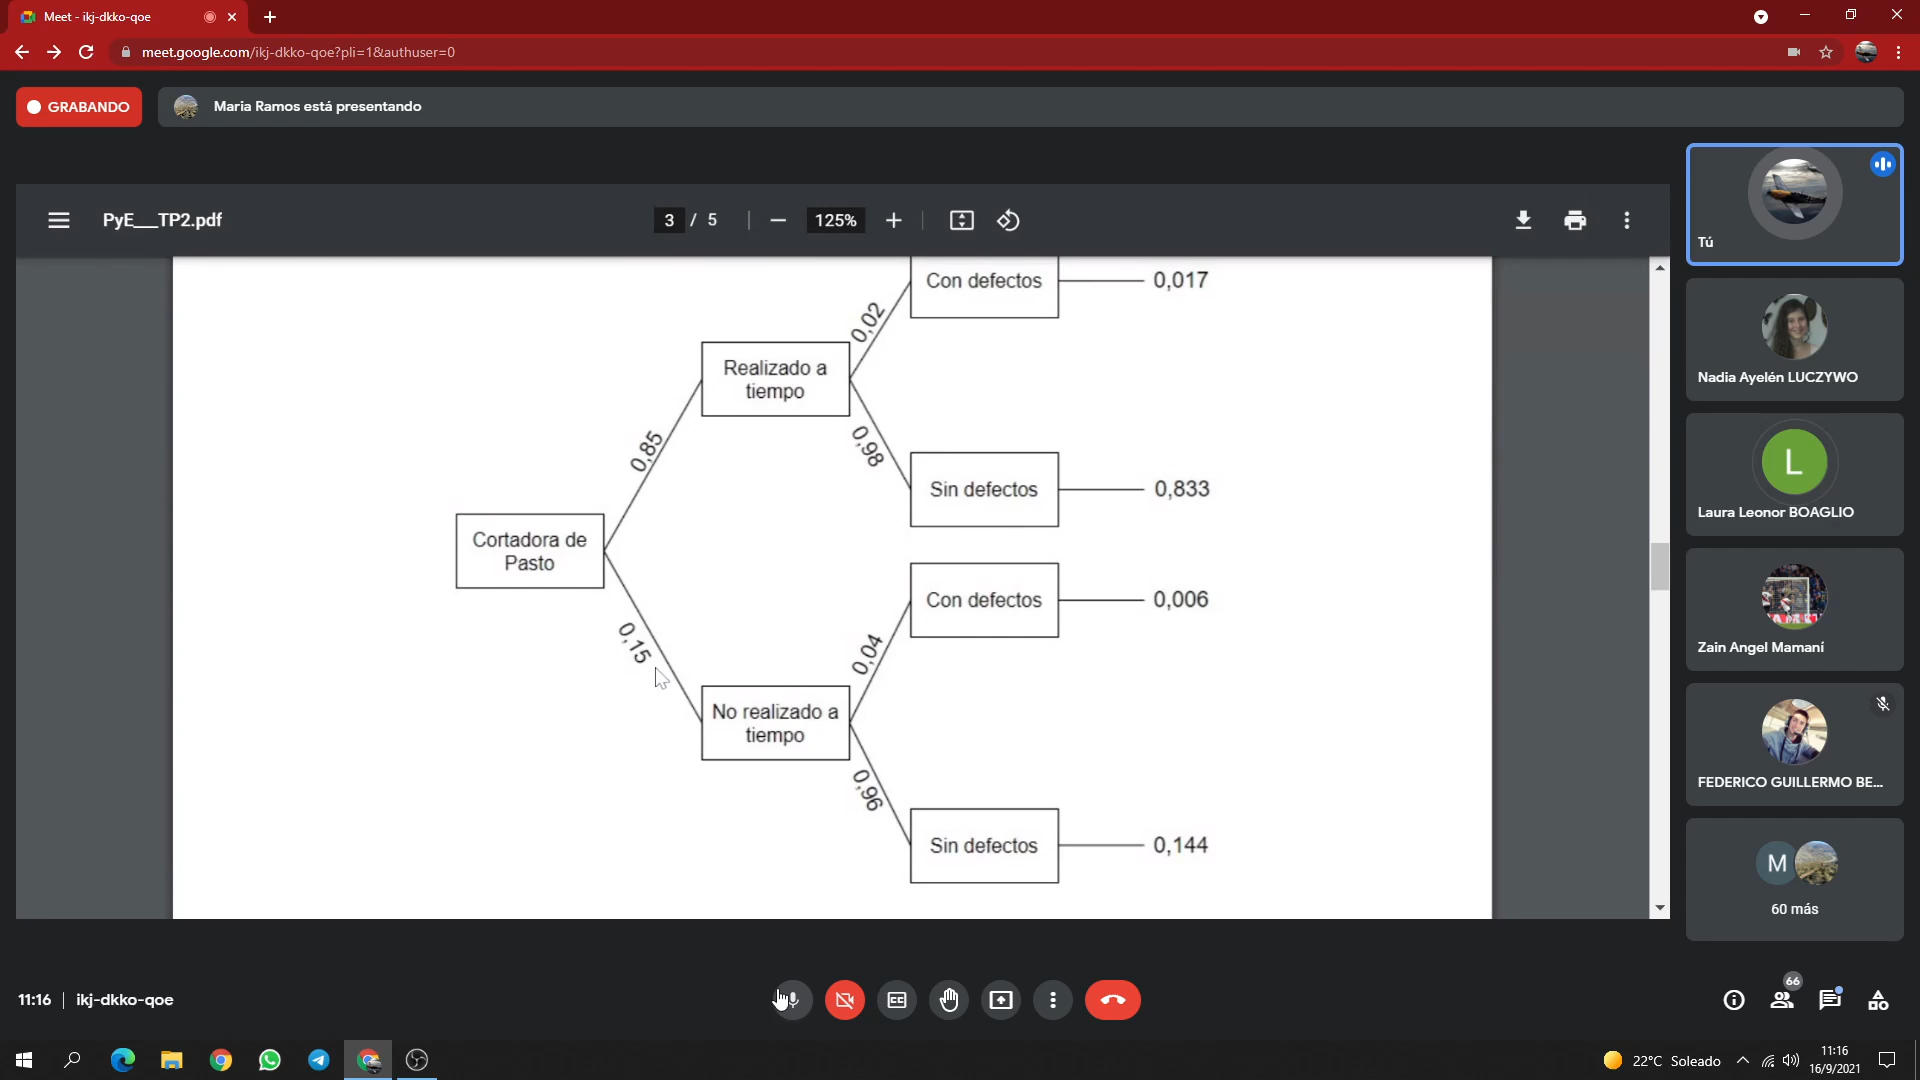 Meet - ikj-dkko-qoe
meet.google.com/ikj-dkko-qoe?pli=1&authuser=0
GRABANDO
Maria Ramos está presentando
PyE__TP2.pdf
3 / 5
125%
Con defectos
0,017
0,02
Realizado a
tiempo
0,85
0,98
Sin defectos
0,833
Cortadora de
Pasto
Con defectos
0,006
0,15
0,04
No realizado a
tiempo
0,96
Sin defectos
0,144
Tú
Nadia Ayelén LUCZYWO
L
Laura Leonor BOAGLIO
Zain Angel Mamaní
FEDERICO GUILLERMO BE...
M
60 más
11:16 | ikj-dkko-qoe
66
22°C Soleado
11:16
16/9/2021